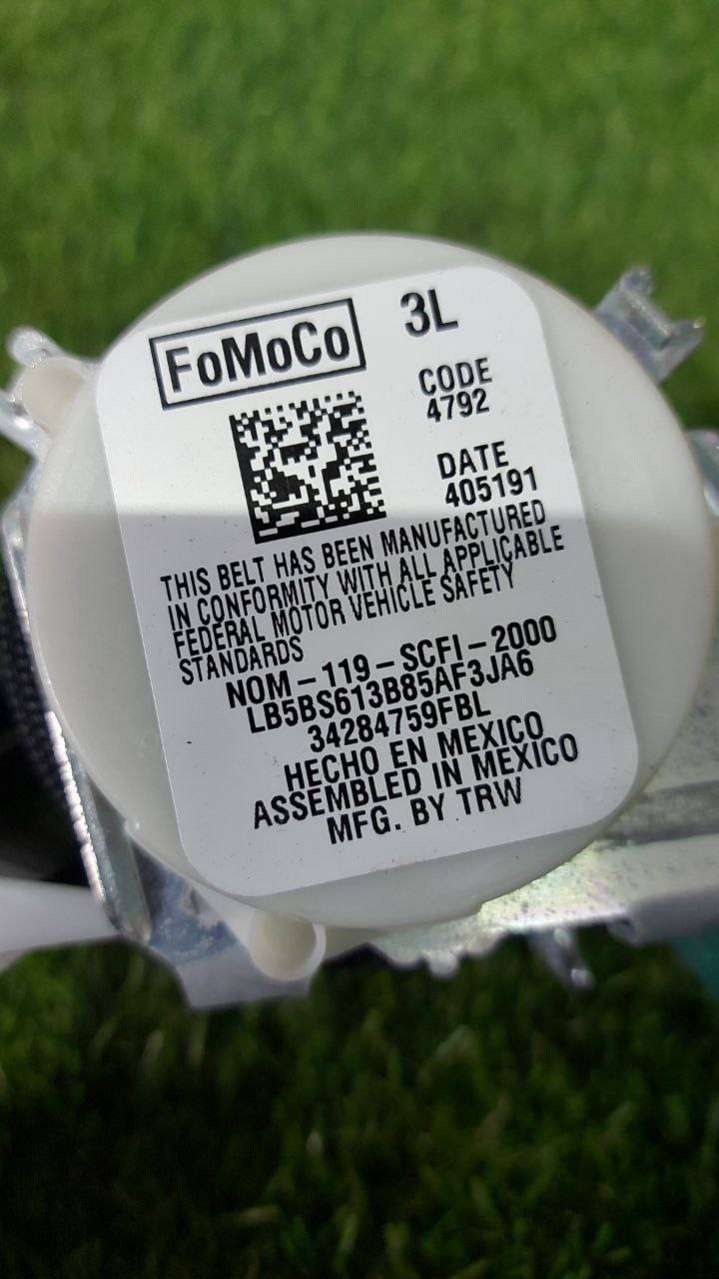 FoMoCo 3L
CODE
4792
DATE
405191
THIS BELT HAS BEEN MANUFACTURED
IN CONFORMITY WITH ALL APPLICABLE
FEDERAL MOTOR VEHICLE SAFETY
STANDARDS
NOM-119-SCFI-2000
LB5BS613B85AF3JA6
34284759FBL
HECHO EN MEXICO
ASSEMBLED IN MEXICO
MFG. BY TRW